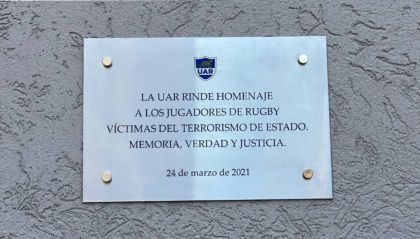 UAR
LA UAR RINDE HOMENAJE
A LOS JUGADORES DE RUGBY
VÍCTIMAS DEL TERRORISMO DE ESTADO.
MEMORIA, VERDAD Y JUSTICIA.
24 de marzo de 2021